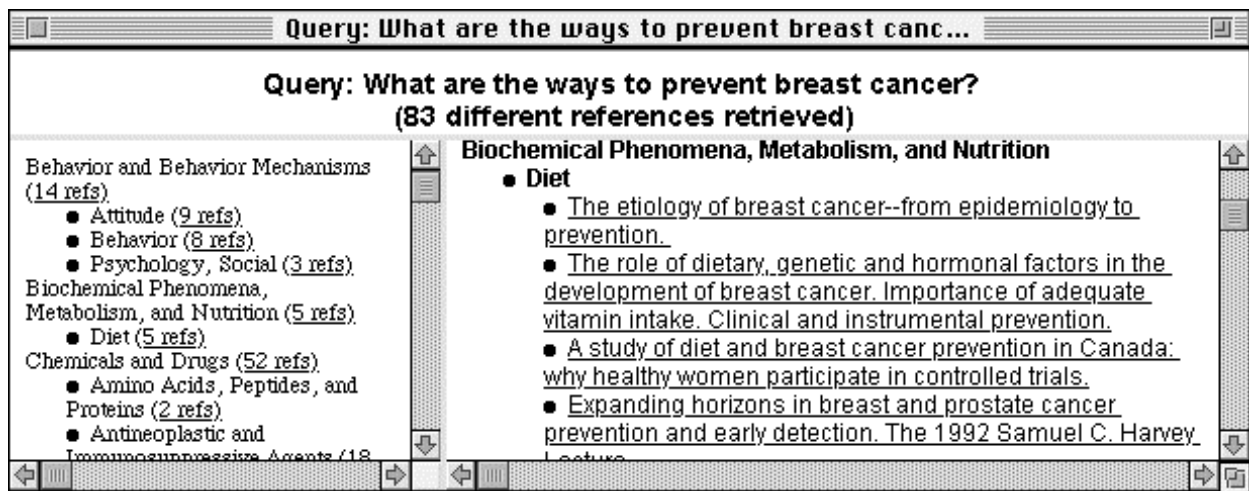 Query: What are the ways to prevent breast canc...
Query: What are the ways to prevent breast cancer?
(83 different references retrieved)
Behavior and Behavior Mechanisms
(14 refs)
● Attitude (9 refs)
● Behavior (8 refs)
● Psychology, Social (3 refs)
Biochemical Phenomena,
Metabolism, and Nutrition (5 refs)
● Diet (5 refs)
Chemicals and Drugs (52 refs)
● Amino Acids, Peptides, and
Proteins (2 refs)
● Antineoplastic and
Immunosuppressive Agents (18
Biochemical Phenomena, Metabolism, and Nutrition
● Diet
● The etiology of breast cancer--from epidemiology to
prevention.
● The role of dietary, genetic and hormonal factors in the
development of breast cancer. Importance of adequate
vitamin intake. Clinical and instrumental prevention.
● A study of diet and breast cancer prevention in Canada:
why healthy women participate in controlled trials.
● Expanding horizons in breast and prostate cancer
prevention and early detection. The 1992 Samuel C. Harvey
Lecture